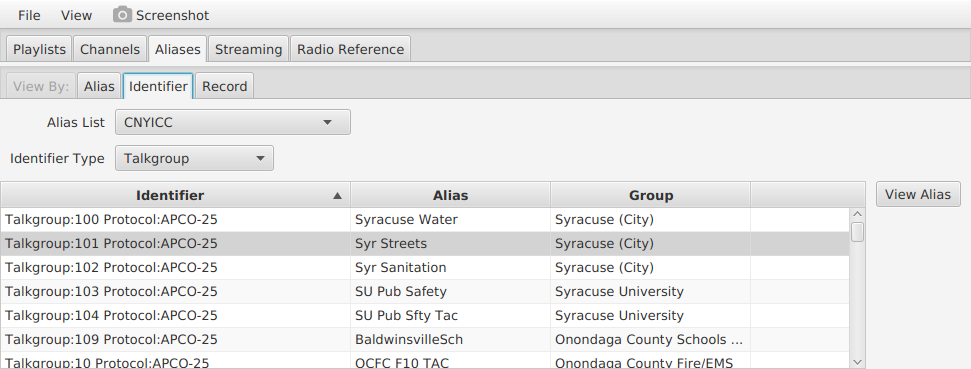 File View Screenshot
Playlists Channels Aliases Streaming Radio Reference
View By: Alias Identifier Record
Alias List CNYICC
Identifier Type Talkgroup
Identifier Alias Group View Alias
Talkgroup:100 Protocol:APCO-25 Syracuse Water Syracuse (City)
Talkgroup:101 Protocol:APCO-25 Syr Streets Syracuse (City)
Talkgroup:102 Protocol:APCO-25 Syr Sanitation Syracuse (City)
Talkgroup:103 Protocol:APCO-25 SU Pub Safety Syracuse University
Talkgroup:104 Protocol:APCO-25 SU Pub Sfty Tac Syracuse University
Talkgroup:109 Protocol:APCO-25 BaldwinsvilleSch Onondaga County Schools ...
Talkgroup:10 Protocol:APCO-25 OCFC F10 TAC Onondaga County Fire/EMS